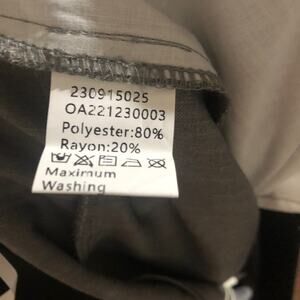 230915025
OA221230003
Polyester:80%
Rayon:20%
Maximum
Washing